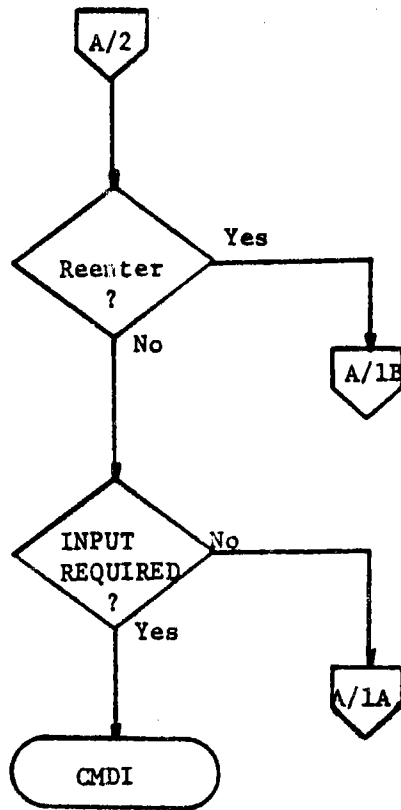 A/2
Yes
Reenter
?
No
A/1B
INPUT
No
REQUIRED
?
Yes
A/1A
CMDI